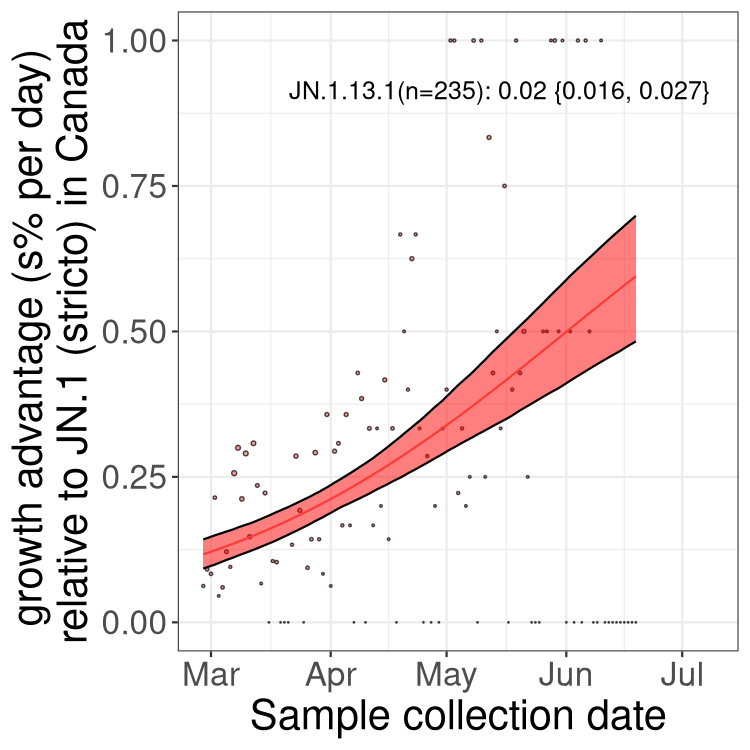 growth advantage (s% per day)
relative to JN.1 (stricto) in Canada
1.00
0.75
0.50
0.25
0.00
JN.1.13.1(n=235): 0.02 {0.016, 0.027}
Mar Apr May Jun Jul
Sample collection date